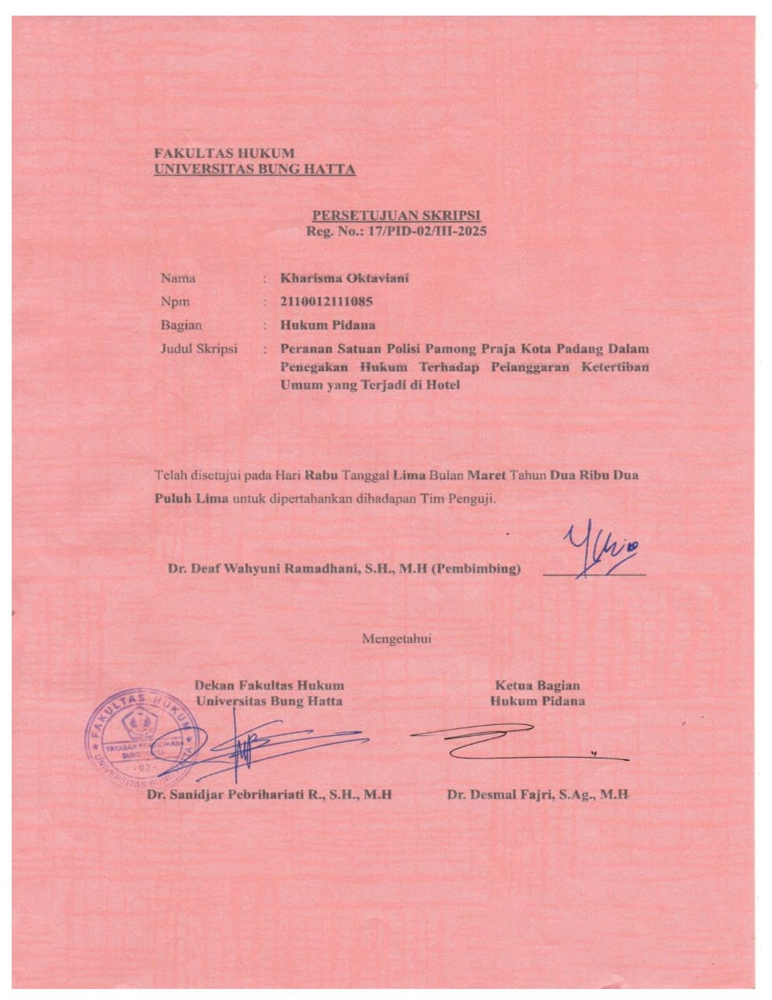 FAKULTAS HUKUM
UNIVERSITAS BUNG HATTA
PERSETUJUAN SKRIPSI
Reg. No.: 17/PID-02/III-2025
Nama : Kharisma Oktaviani
Npm : 2110012111085
Bagian : Hukum Pidana
Judul Skripsi : Peranan Satuan Polisi Pamong Praja Kota Padang Dalam
Penegakan Hukum Terhadap Pelanggaran Ketertiban
Umum yang Terjadi di Hotel
Telah disetujui pada Hari Rabu Tanggal Lima Bulan Maret Tahun Dua Ribu Dua
Puluh Lima untuk dipertahankan dihadapan Tim Penguji.
Dr. Deaf Wahyuni Ramadhani, S.H., M.H (Pembimbing)
Mengetahui
Dekan Fakultas Hukum
Universitas Bung Hatta
Ketua Bagian
Hukum Pidana
FAKULTAS HUKUM
YAYASAN PENDIDIKAN
BUNG HATTA
- 02 -
UNIVERSITAS BUNG HATTA
Dr. Sanidjar Pebrihariati R., S.H., M.H
Dr. Desmal Fajri, S.Ag., M.H